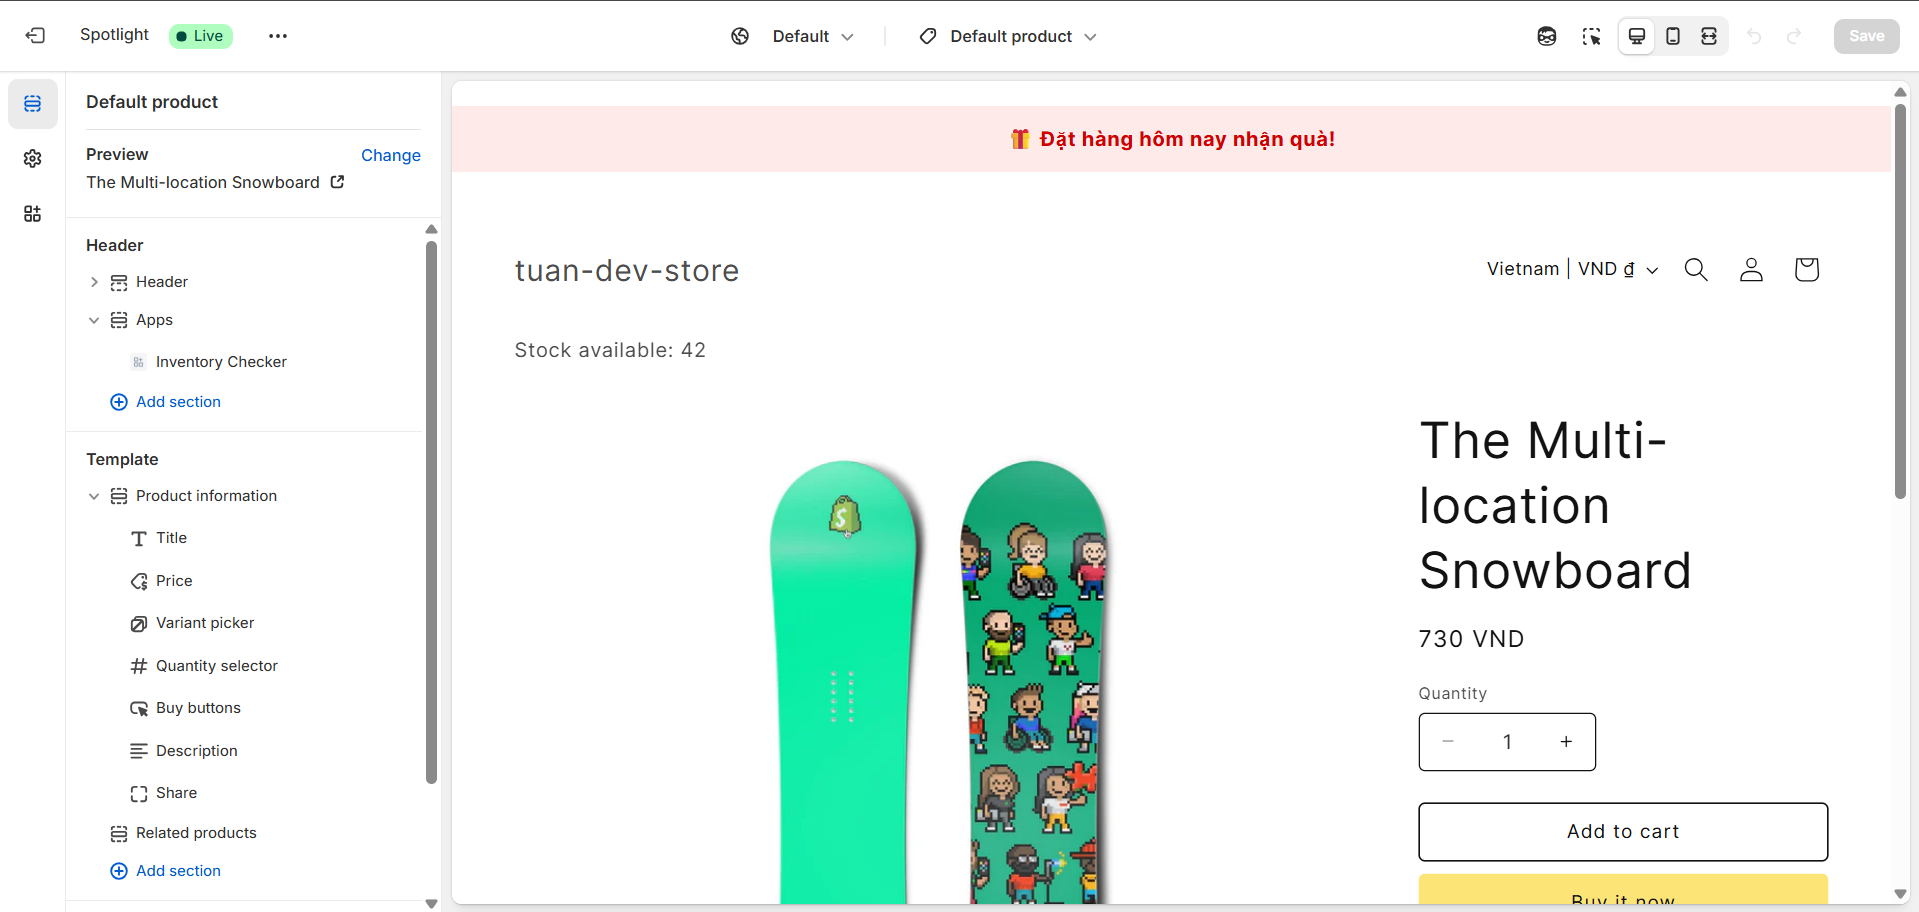 Spotlight
Live
Default
Default product
Save
Default product
Preview
Change
The Multi-location Snowboard
Header
Header
Apps
Inventory Checker
Add section
Template
Product information
Title
Price
Variant picker
Quantity selector
Buy buttons
Description
Share
Related products
Add section
🎁 Đặt hàng hôm nay nhận quà!
tuan-dev-store
Vietnam | VND ₫
Stock available: 42
The Multi-
location
Snowboard
730 VND
Quantity
− 1 +
Add to cart
Buy it now